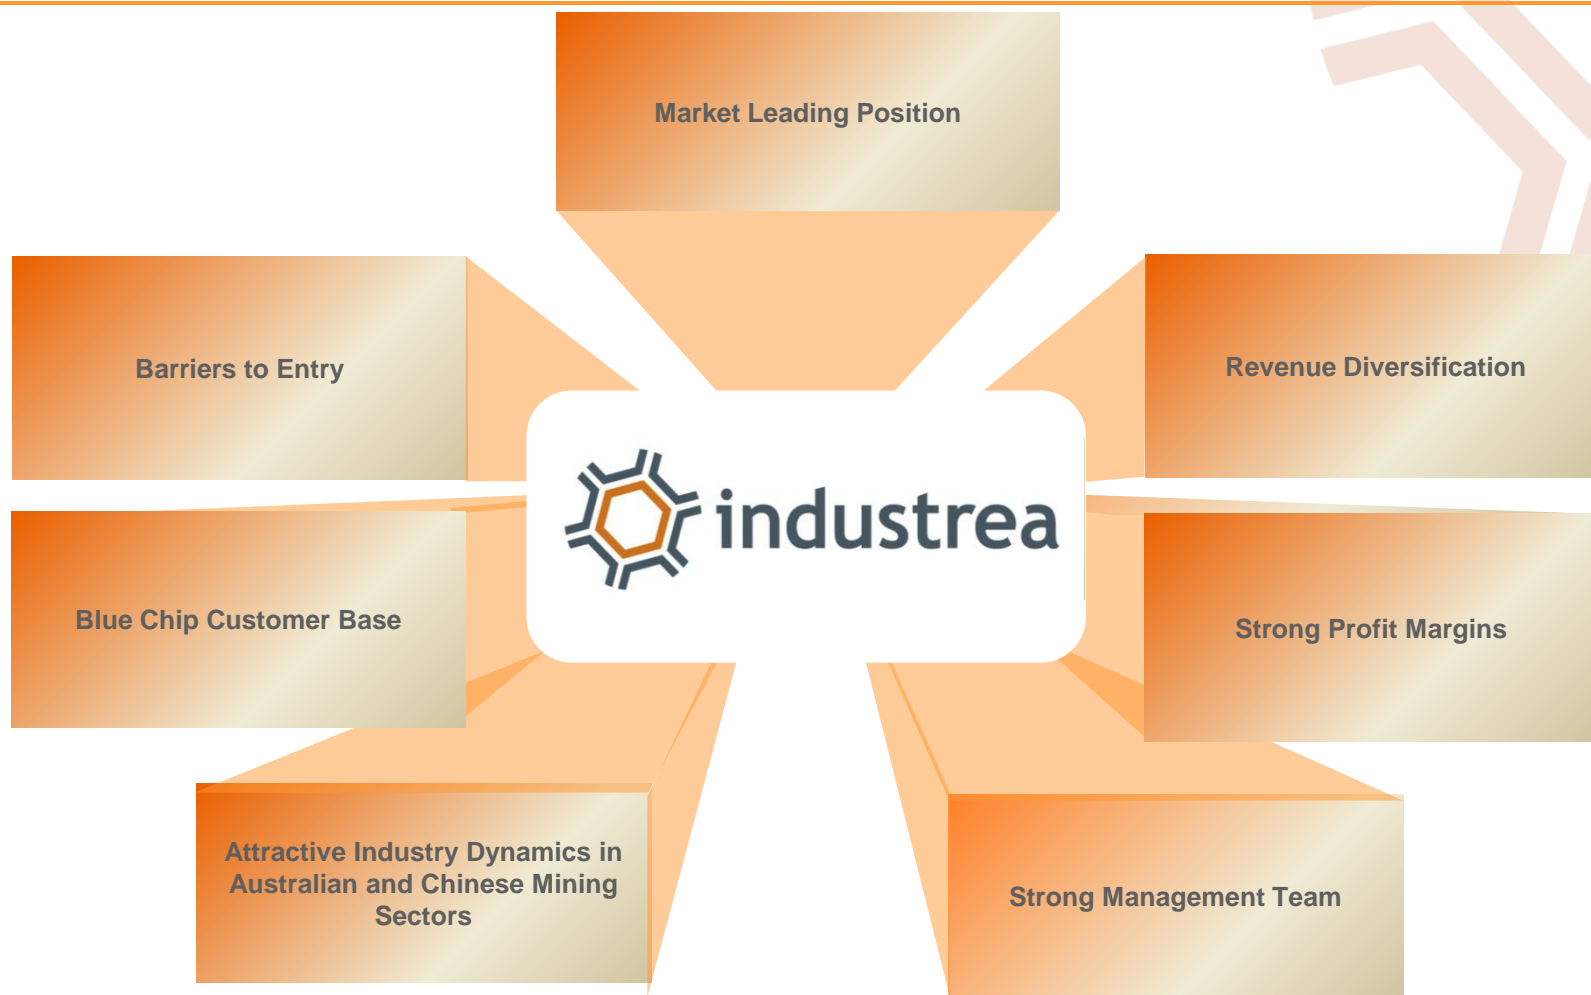 Market Leading Position
Barriers to Entry
Revenue Diversification
industrea
Blue Chip Customer Base
Strong Profit Margins
Attractive Industry Dynamics in
Australian and Chinese Mining
Sectors
Strong Management Team